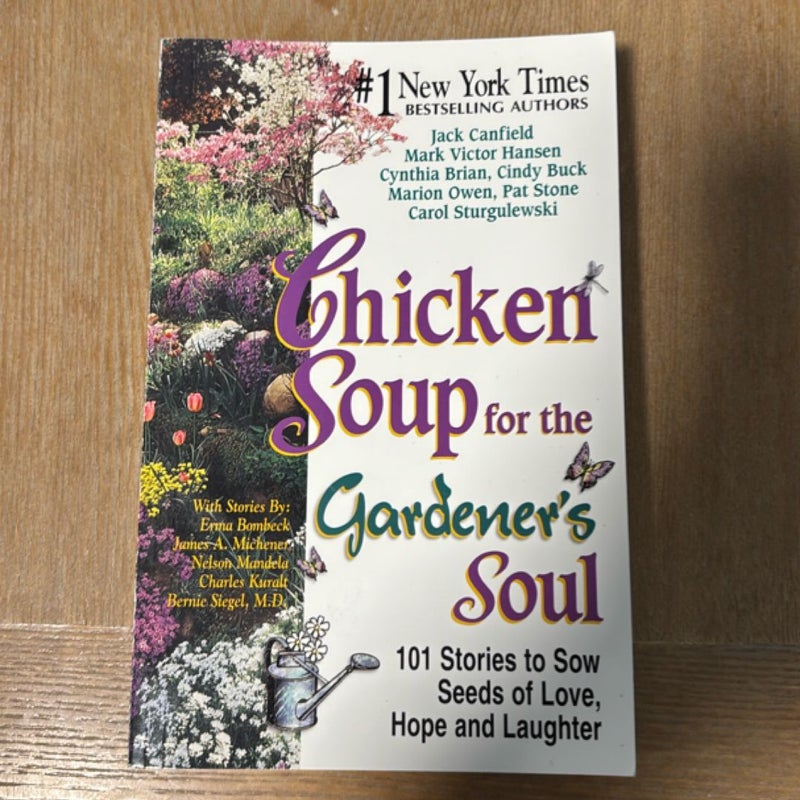 #1 New York Times
BESTSELLING AUTHORS
Jack Canfield
Mark Victor Hansen
Cynthia Brian, Cindy Buck
Marion Owen, Pat Stone
Carol Sturgulewski
Chicken
Soup for the
Gardener's
Soul
With Stories By:
Erma Bombeck
James A. Michener
Nelson Mandela
Charles Kuralt
Bernie Siegel, M.D.
101 Stories to Sow
Seeds of Love,
Hope and Laughter